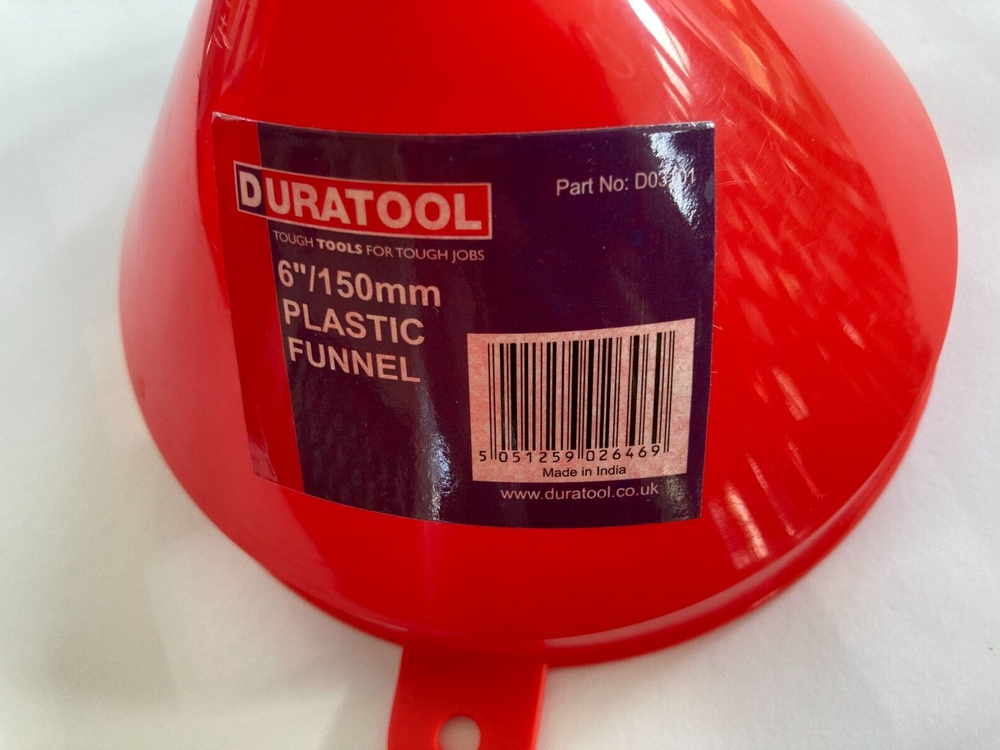 DURATOOL
TOUGH TOOLS FOR TOUGH JOBS
Part No:
6"/150mm
PLASTIC
FUNNEL
5 051259 026469
Made in India
www.duratool.co.uk